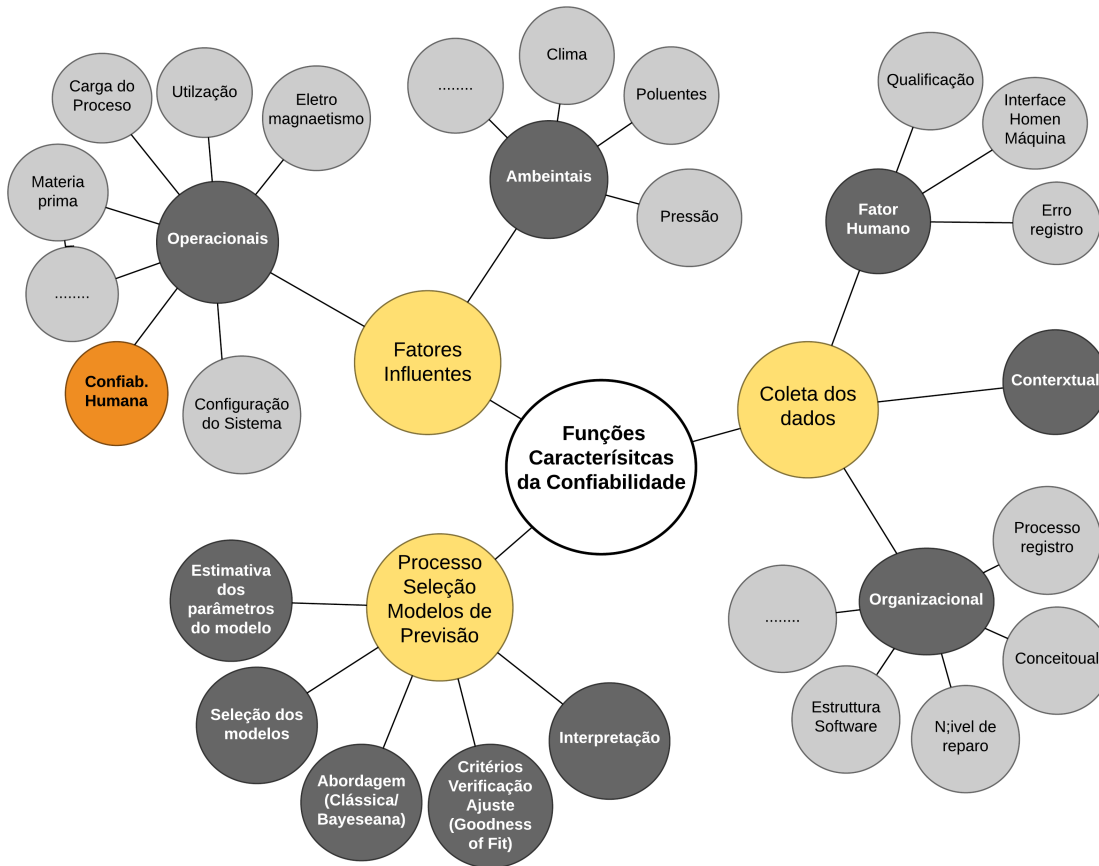 Clima
........
Poluentes
Pressão
Ambeintais
Qualificação
Interface
Homen
Máquina
Erro
registro
Fator
Humano
Carga do
Proceso
Utilzação
Eletro
magnaetismo
Materia
prima
........
Operacionais
Confiab.
Humana
Configuração
do Sistema
Fatores
Influentes
Funções
Caracterísitcas
da Confiabilidade
Coleta dos
dados
Conterxtual
Processo
registro
Organizacional
........
Conceitoual
Estruttura
Software
N;ivel de
reparo
Processo
Seleção
Modelos de
Previsão
Estimativa
dos
parâmetros
do modelo
Seleção dos
modelos
Abordagem
(Clássica/
Bayeseana)
Critérios
Verificação
Ajuste
(Goodness
of Fit)
Interpretação